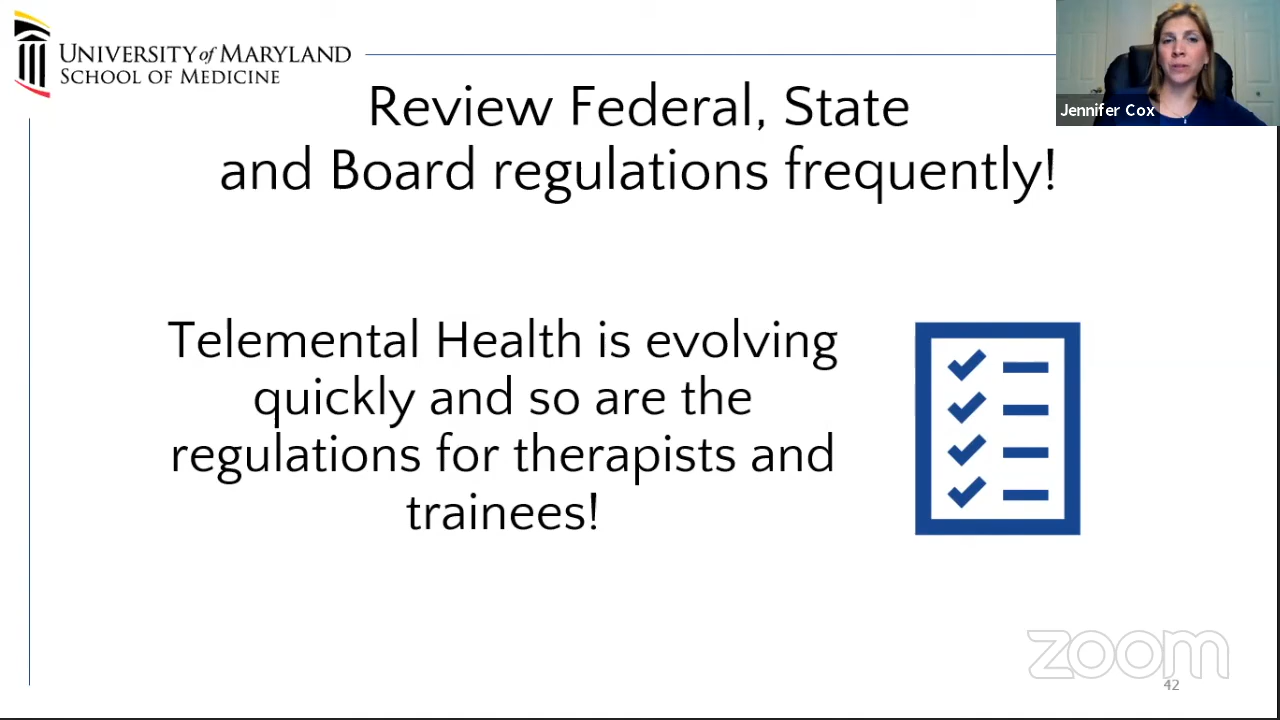 UNIVERSITY of MARYLAND
SCHOOL OF MEDICINE
Jennifer Cox
Review Federal, State
and Board regulations frequently!
Telemental Health is evolving
quickly and so are the
regulations for therapists and
trainees!
zoom
42